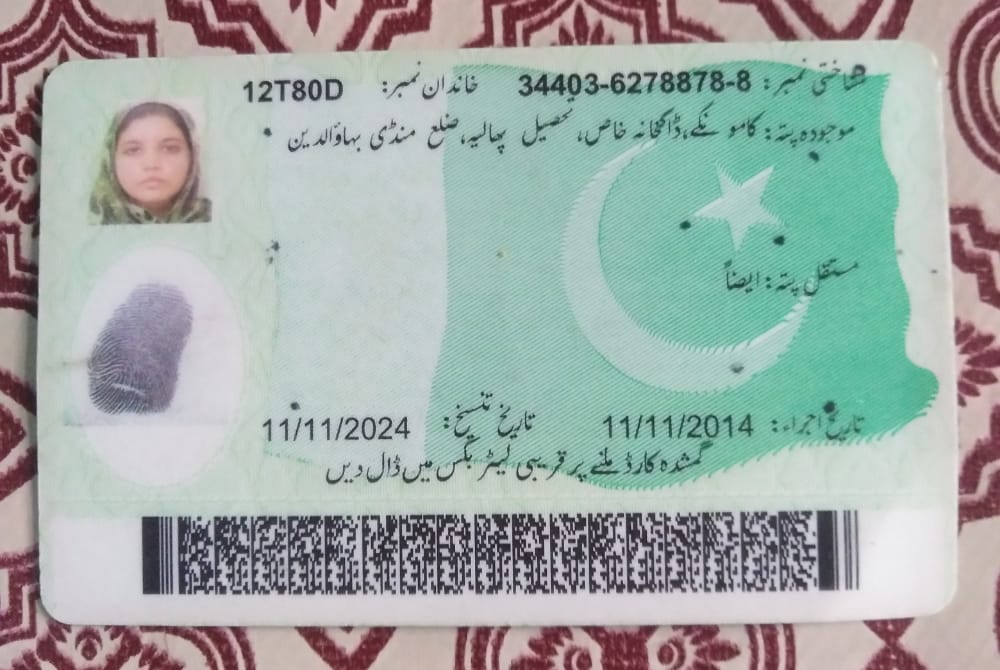 شناختی نمبر: 34403-6278878-8 خاندان نمبر: 12T80D
موجودہ پتہ: کامونکے، ڈاکخانہ خاص، تحصیل پھالیہ، ضلع منڈی بہاؤالدین
مستقل پتہ: ایضاً
تاریخ اجراء: 11/11/2014 تاریخ تنسیخ: 11/11/2024
گمشدہ کارڈ ملنے پر قریبی لیٹر بکس میں ڈال دیں